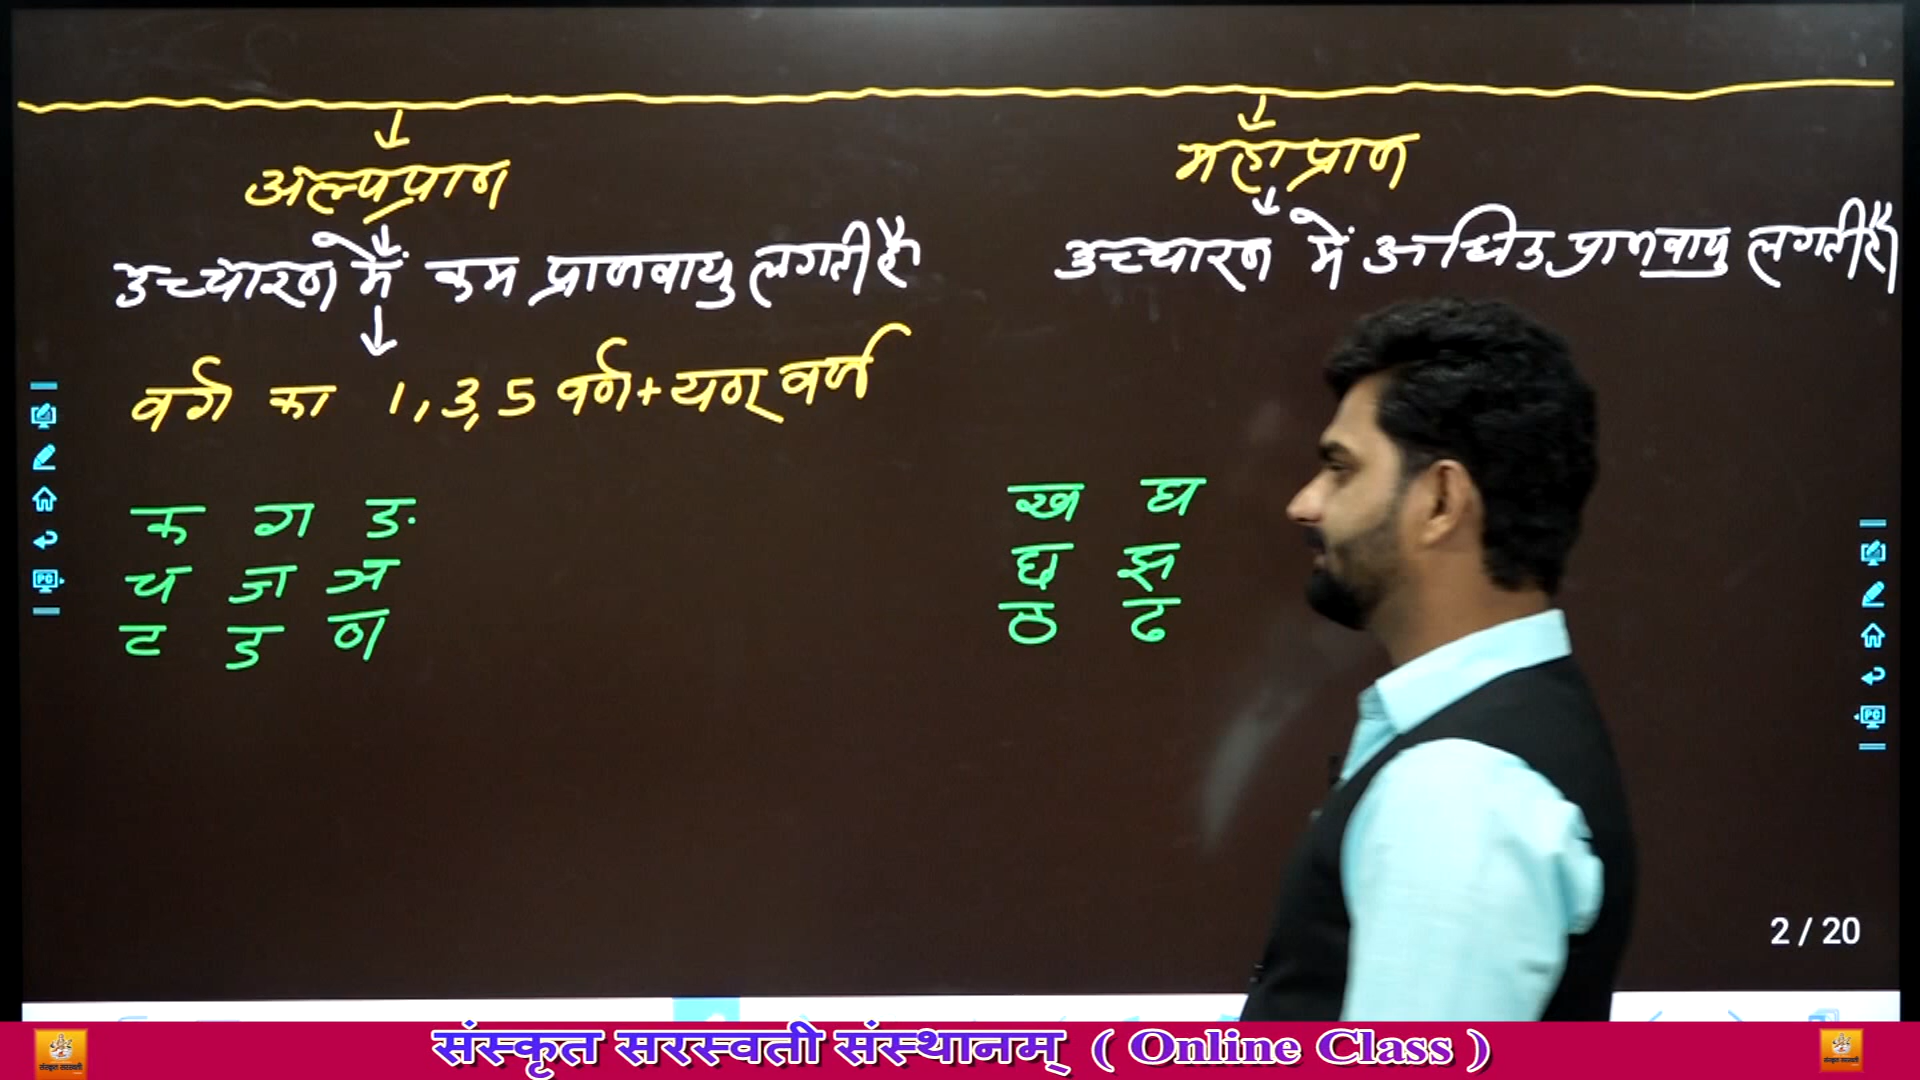 अल्पप्राण
उच्चारण में कम प्राणवायु लगती है।
वर्ग का 1, 3, 5 वर्ण + यण् वर्ण
क ग ङ
च ज ञ
ट ड ण
महाप्राण
उच्चारण में अधिक प्राणवायु लगती है।
ख घ
छ झ
ठ ढ
2 / 20
संस्कृत सरस्वती संस्थानम् ( Online Class )